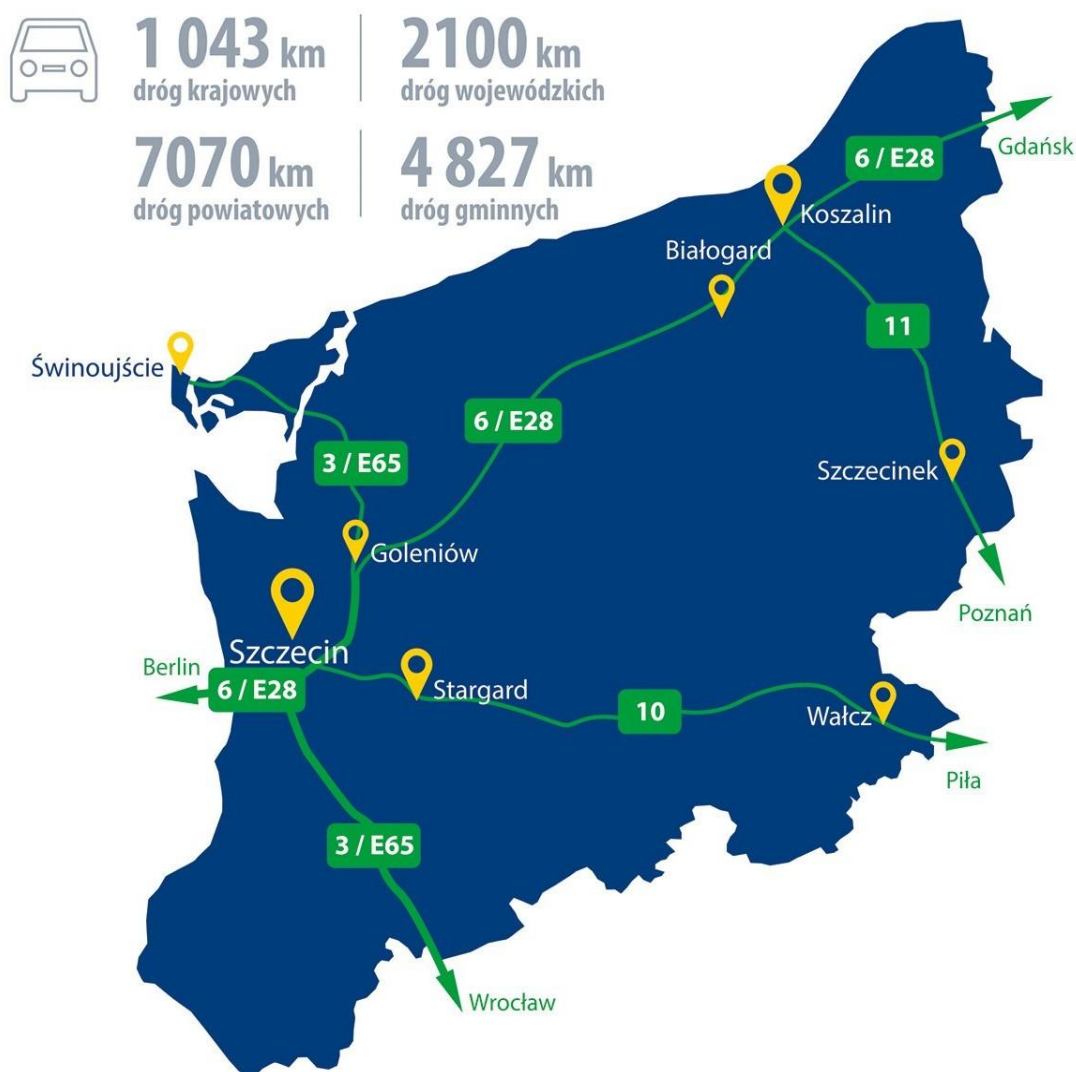 1 043 km
dróg krajowych
2100 km
dróg wojewódzkich
7070 km
dróg powiatowych
4 827 km
dróg gminnych
6 / E28
Gdańsk
Koszalin
Białogard
11
Świnoujście
6 / E28
3 / E65
Szczecinek
Goleniów
Poznań
Szczecin
Berlin
6 / E28
Stargard
10
Wałcz
Piła
3 / E65
Wrocław